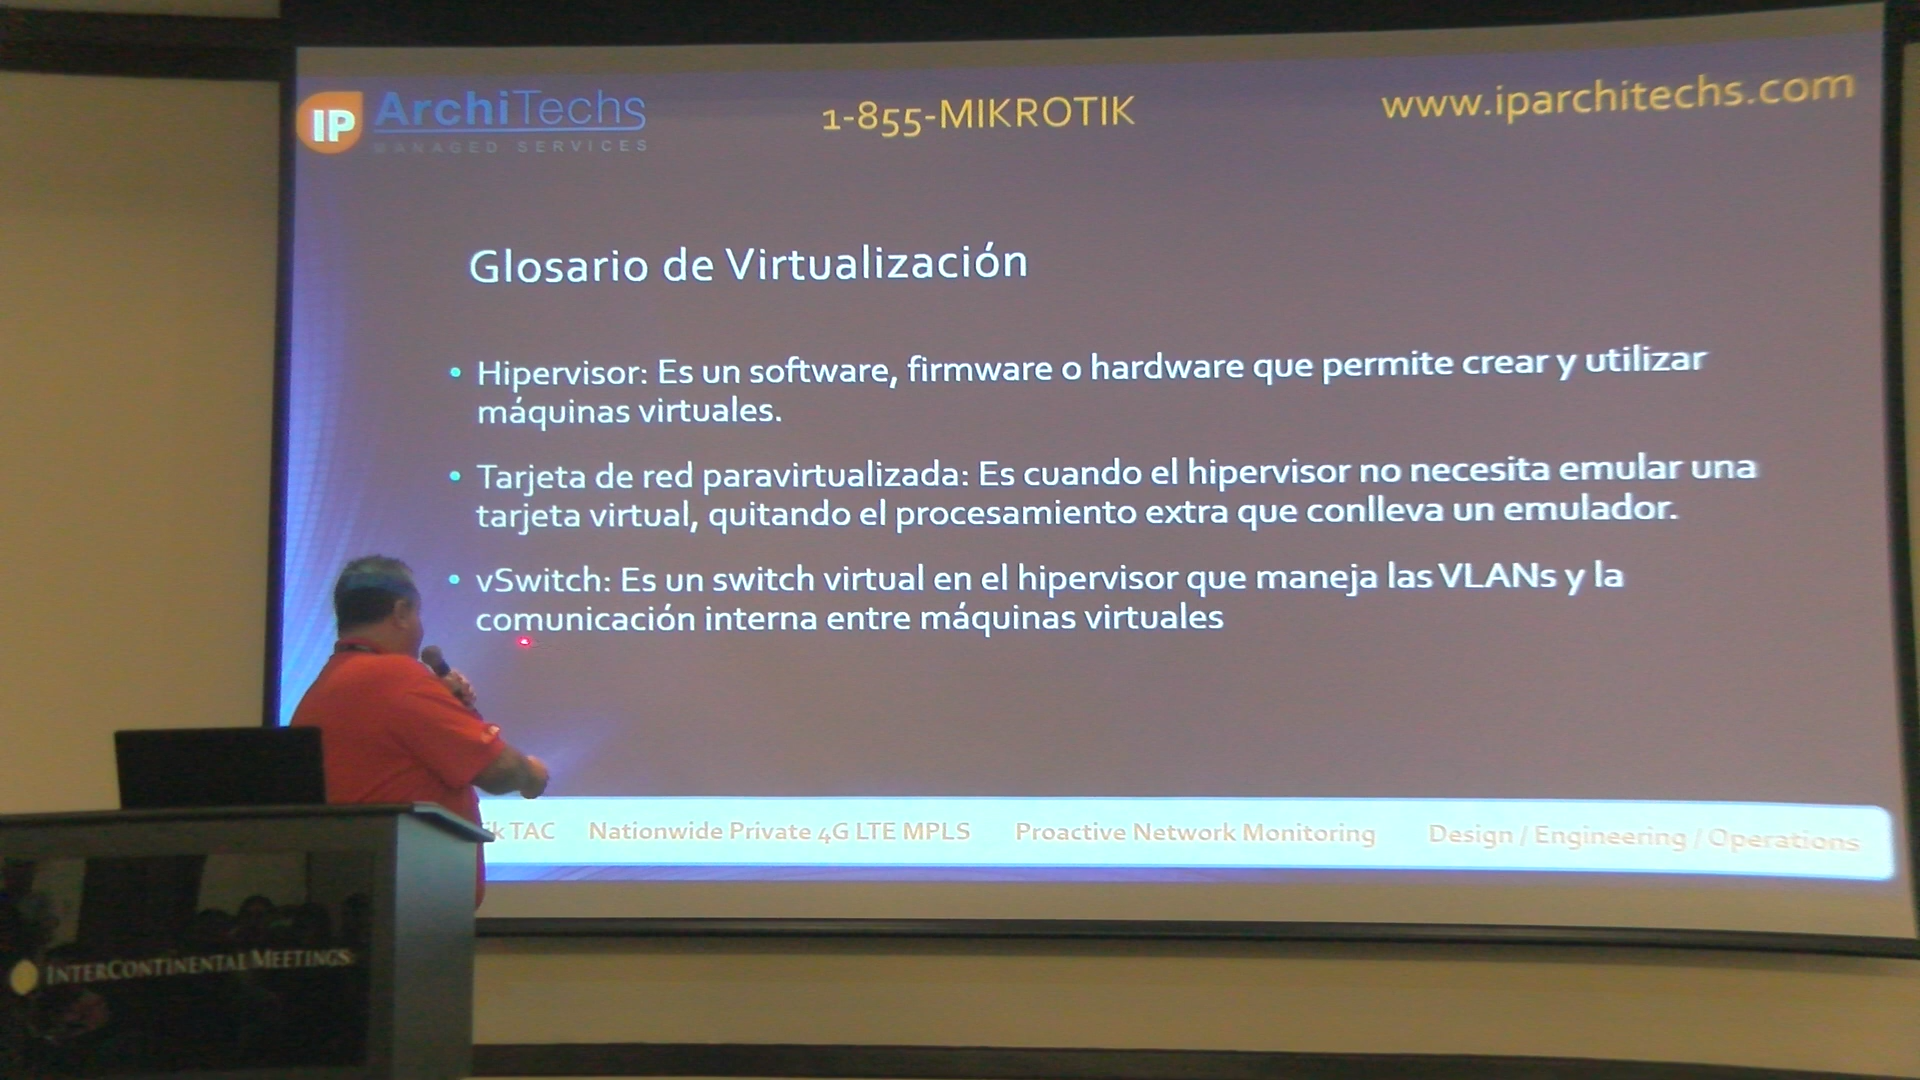 IP ArchiTechs
MANAGED SERVICES
1-855-MIKROTIK
www.iparchitechs.com
Glosario de Virtualización
• Hipervisor: Es un software, firmware o hardware que permite crear y utilizar
máquinas virtuales.
• Tarjeta de red paravirtualizada: Es cuando el hipervisor no necesita emular una
tarjeta virtual, quitando el procesamiento extra que conlleva un emulador.
• vSwitch: Es un switch virtual en el hipervisor que maneja las VLANs y la
comunicación interna entre máquinas virtuales
TAC Nationwide Private 4G LTE MPLS Proactive Network Monitoring Design / Engineering / Operations
INTERCONTINENTAL MEETINGS